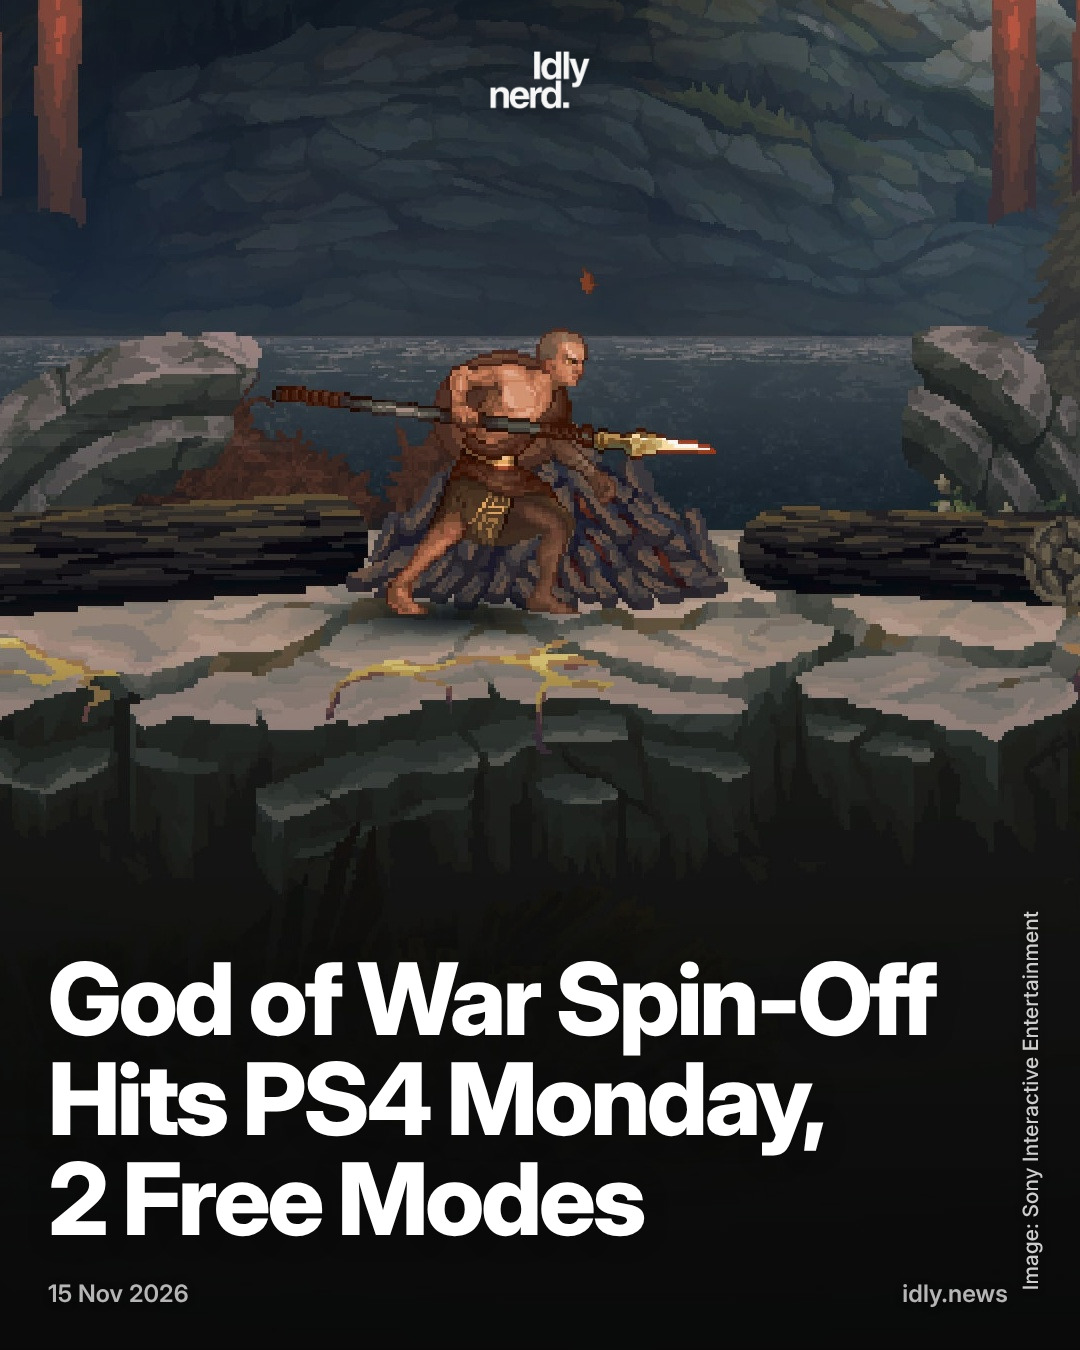 Idly
nerd.
God of War Spin-Off
Hits PS4 Monday,
2 Free Modes
15 Nov 2026
idly.news
Image: Sony Interactive Entertainment